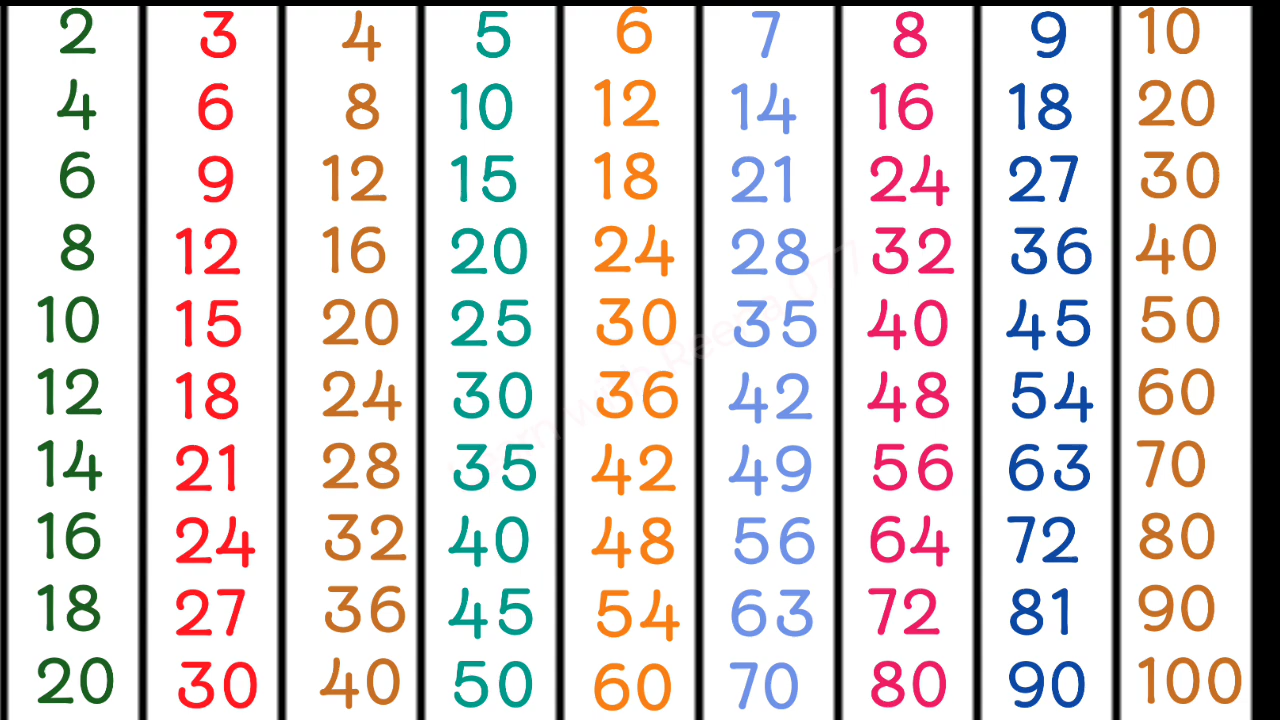 2 3 4 5 6 7 8 9 10
4 6 8 10 12 14 16 18 20
6 9 12 15 18 21 24 27 30
8 12 16 20 24 28 32 36 40
10 15 20 25 30 35 40 45 50
12 18 24 30 36 42 48 54 60
14 21 28 35 42 49 56 63 70
16 24 32 40 48 56 64 72 80
18 27 36 45 54 63 72 81 90
20 30 40 50 60 70 80 90 100